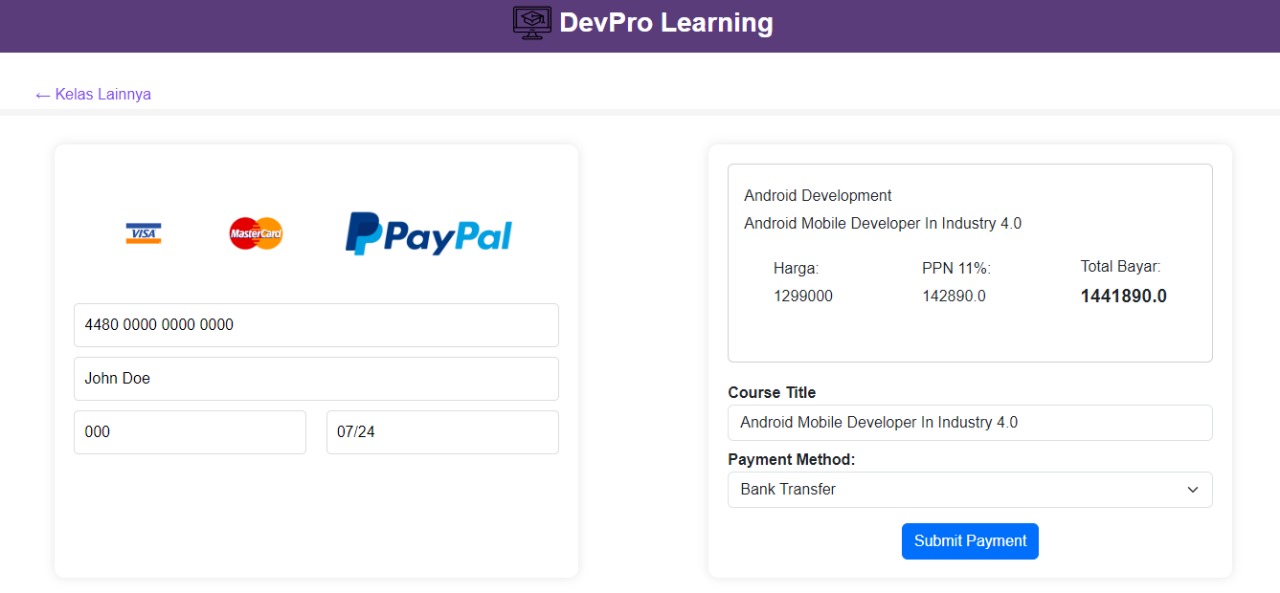 DevPro Learning
← Kelas Lainnya
VISA
MasterCard
PayPal
4480 0000 0000 0000
John Doe
000
07/24
Android Development
Android Mobile Developer In Industry 4.0
Harga:
1299000
PPN 11%:
142890.0
Total Bayar:
1441890.0
Course Title
Android Mobile Developer In Industry 4.0
Payment Method:
Bank Transfer
Submit Payment